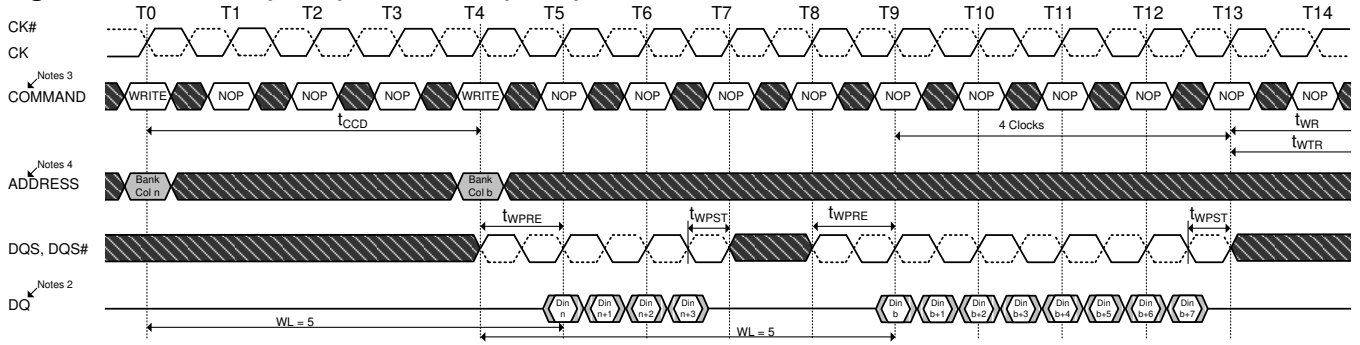 T0 T1 T2 T3 T4 T5 T6 T7 T8 T9 T10 T11 T12 T13 T14
CK#
CK
Notes 3
COMMAND
WRITE NOP NOP NOP WRITE NOP NOP NOP NOP NOP NOP NOP NOP NOP NOP
tCCD
4 Clocks
tWR
tWTR
Notes 4
ADDRESS
Bank Bank
Col n Col b
tWPRE tWPST tWPRE tWPST
DQS, DQS#
Notes 2
DQ
Din Din Din Din Din Din Din Din Din Din Din Din
n n+1 n+2 n+3 b b+1 b+2 b+3 b+4 b+5 b+6 b+7
WL = 5
WL = 5